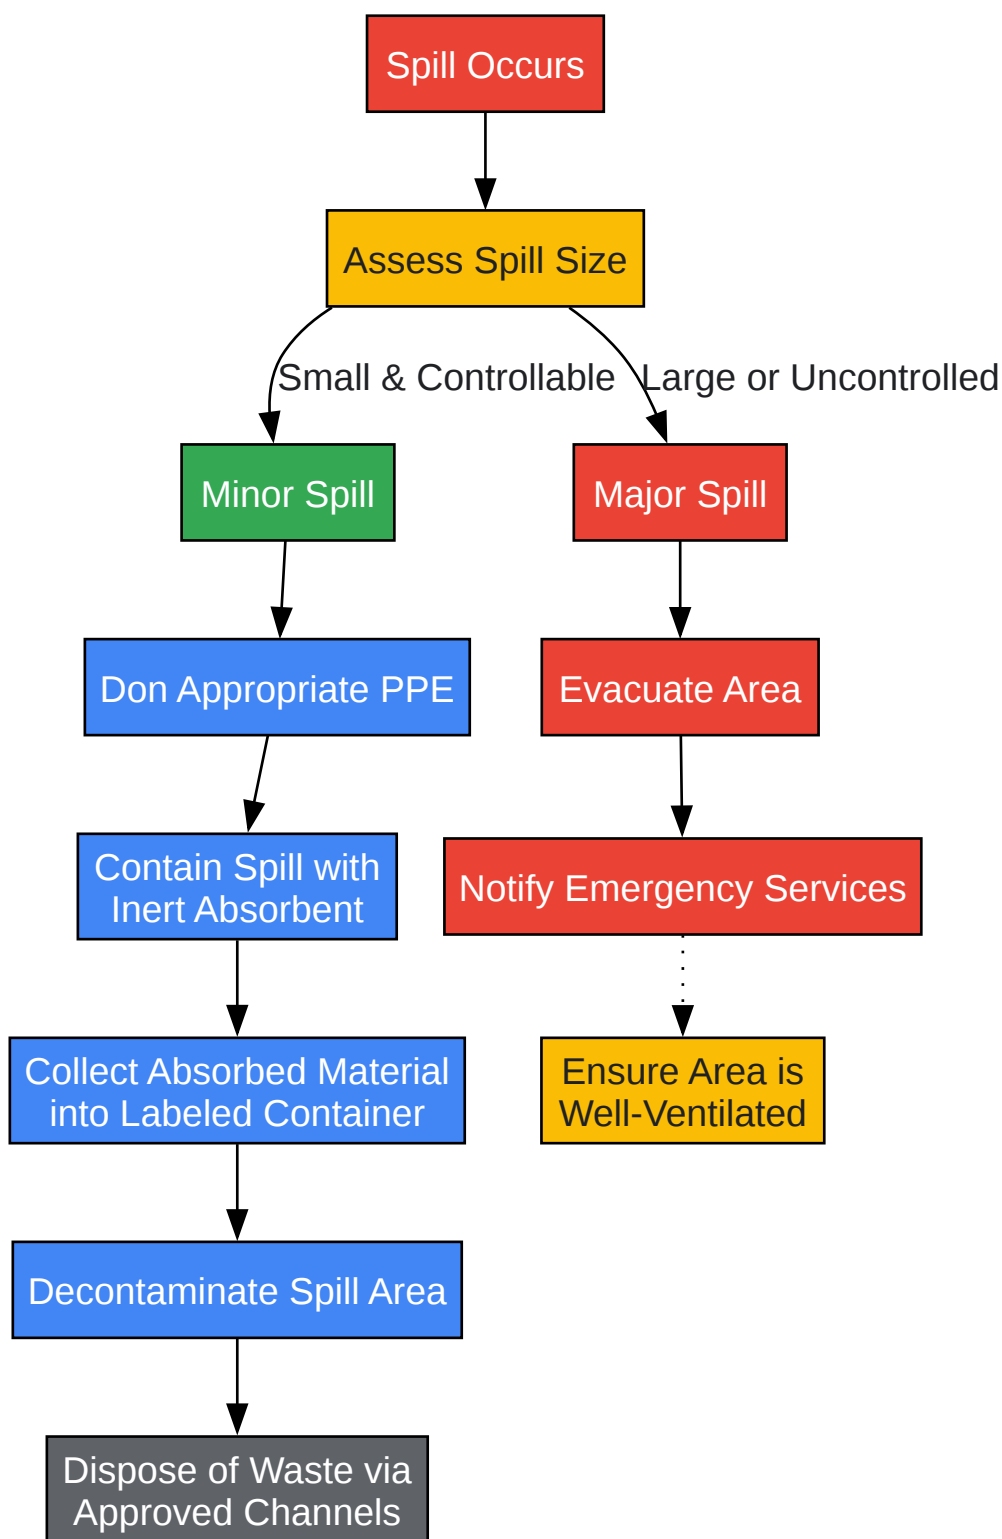 Spill Occurs
Assess Spill Size
Small & Controllable
Large or Uncontrolled
Minor Spill
Major Spill
Don Appropriate PPE
Evacuate Area
Contain Spill with
Inert Absorbent
Notify Emergency Services
Collect Absorbed Material
into Labeled Container
Ensure Area is
Well-Ventilated
Decontaminate Spill Area
Dispose of Waste via
Approved Channels